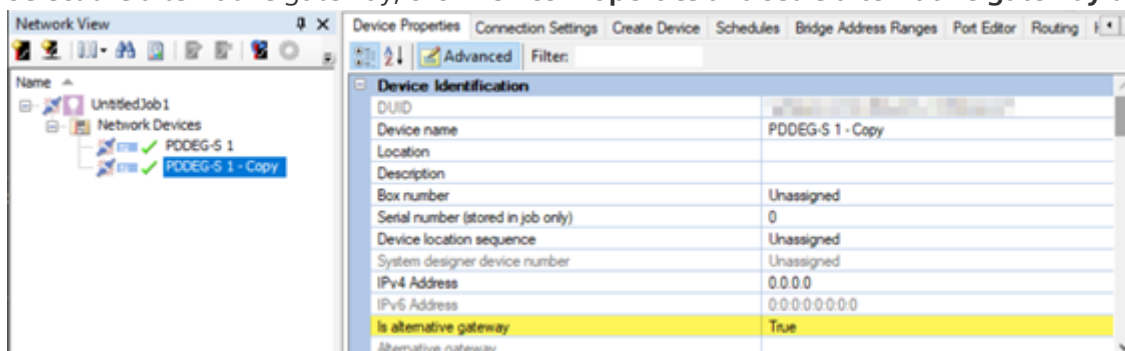 Network View
Device Properties Connection Settings Create Device Schedules Bridge Address Ranges Port Editor Routing
Advanced Filter:
Name
UntitledJob1
Network Devices
PDDEG-S 1
PDDEG-S 1 - Copy
Device Identification
DUID
Device name PDDEG-S 1 - Copy
Location
Description
Box number Unassigned
Serial number (stored in job only) 0
Device location sequence Unassigned
System designer device number Unassigned
IPv4 Address 0.0.0.0
IPv6 Address 0:0:0:0:0:0:0:0
Is alternative gateway True
Alternative gateway